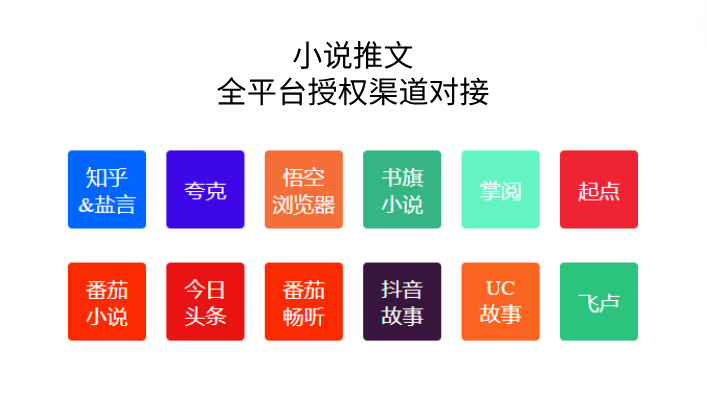 小说推文
全平台授权渠道对接
知乎
&盐言
夸克
悟空
浏览器
书旗
小说
掌阅
起点
番茄
小说
今日
头条
番茄
畅听
抖音
故事
UC
故事
飞卢